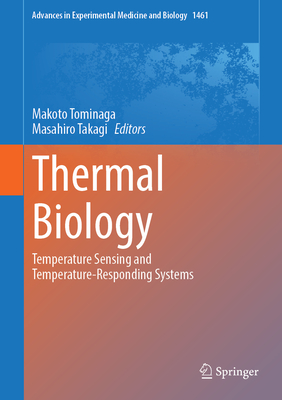 Advances in Experimental Medicine and Biology 1461
Makoto Tominaga
Masahiro Takagi Editors
Thermal
Biology
Temperature Sensing and
Temperature-Responding Systems
Springer